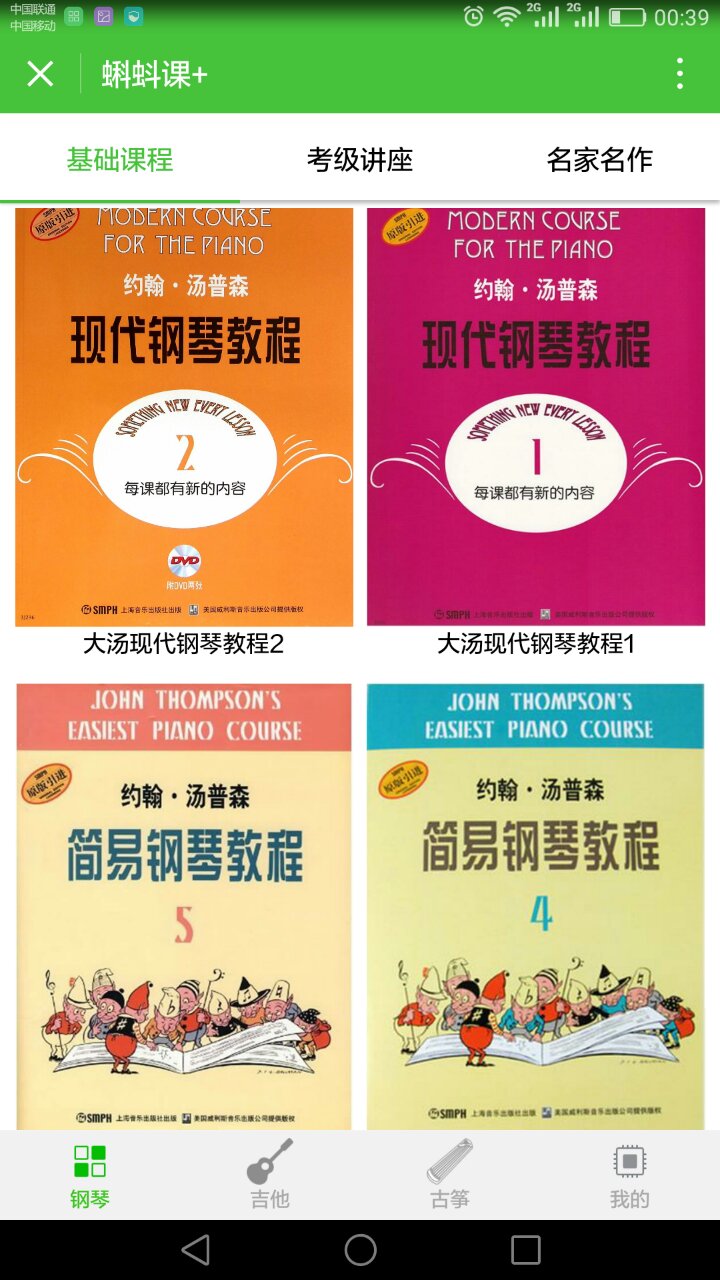 中国联通
中国移动
2G
2G
00:39
蝌蚪课+
基础课程
考级讲座
名家名作
原版引进
MODERN COURSE
FOR THE PIANO
约翰·汤普森
现代钢琴教程
SOMETHING NEW EVERY LESSON
2
每课都有新的内容
DVD
附DVD两张
SMPH 上海音乐出版社出版 美国威利斯音乐出版公司提供版权
大汤现代钢琴教程2
SMPH
原版引进
MODERN COURSE
FOR THE PIANO
约翰·汤普森
现代钢琴教程
SOMETHING NEW EVERY LESSON
1
每课都有新的内容
SMPH 上海音乐出版社出版 美国威利斯音乐出版公司提供版权
大汤现代钢琴教程1
JOHN THOMPSON'S
EASIEST PIANO COURSE
SMPH
原版引进
约翰·汤普森
简易钢琴教程
5
SMPH 上海音乐出版社出版 美国威利斯音乐出版公司提供版权
JOHN THOMPSON'S
EASIEST PIANO COURSE
SMPH
原版引进
约翰·汤普森
简易钢琴教程
4
SMPH 上海音乐出版社出版 美国威利斯音乐出版公司提供版权
钢琴
吉他
古筝
我的